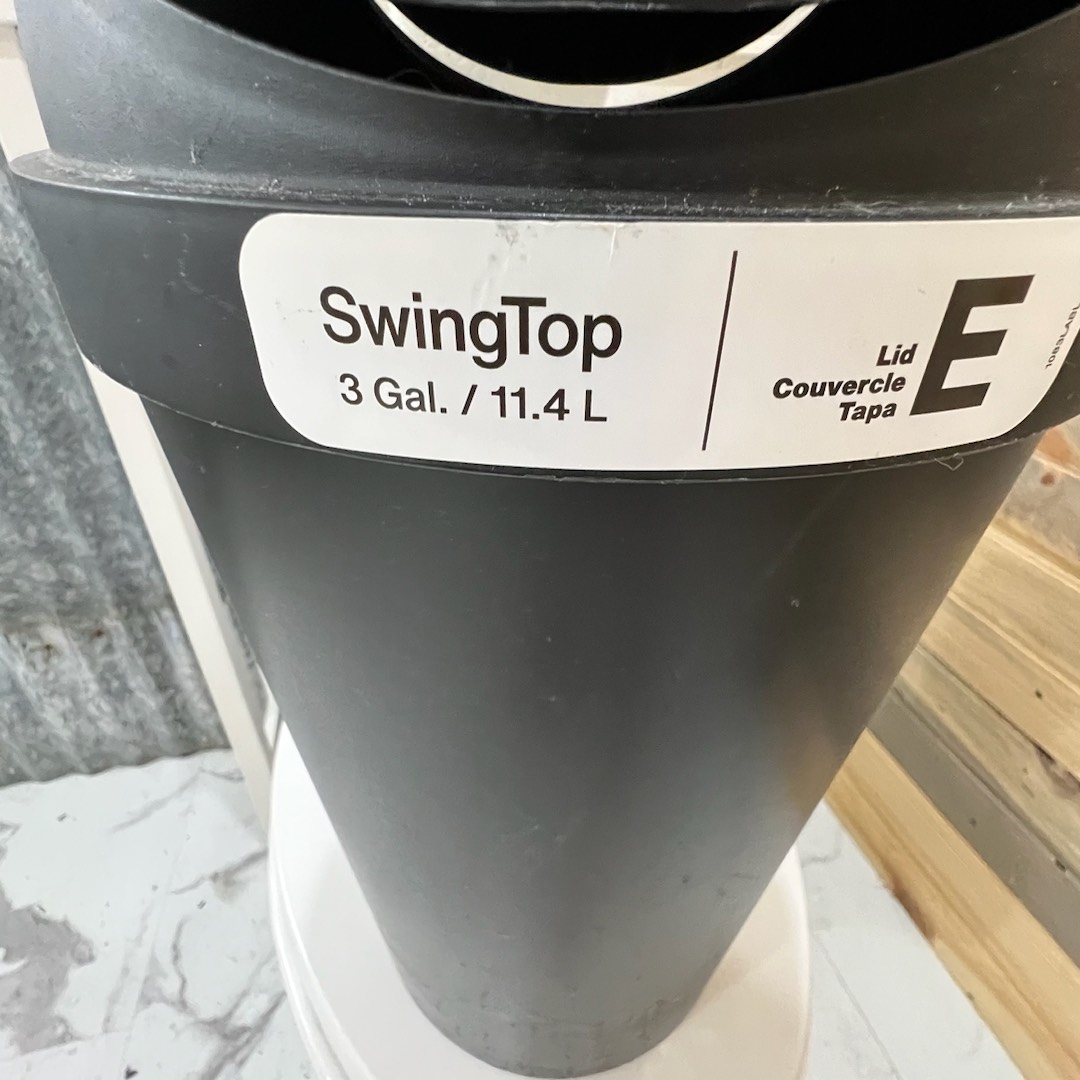 SwingTop
3 Gal. / 11.4 L
Lid
Couvercle
Tapa
E